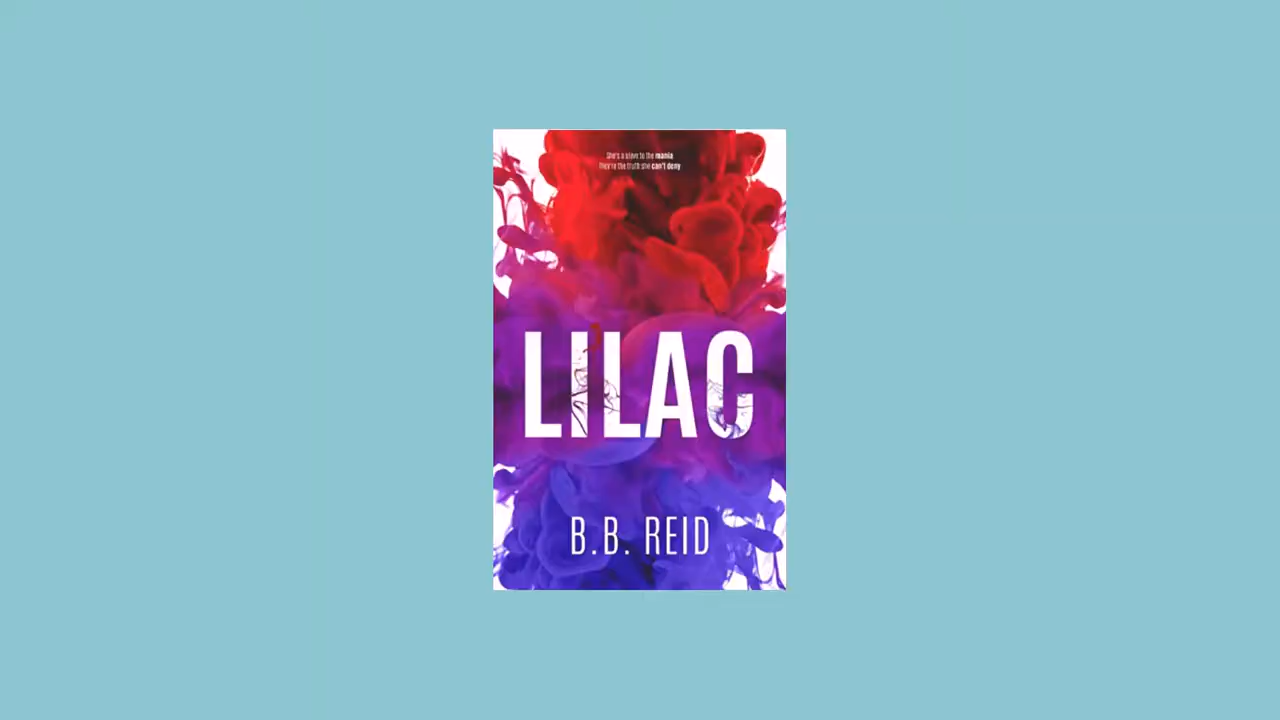 She's a slave to the mania
They're the truth she can't deny
LILAC
B.B. REID